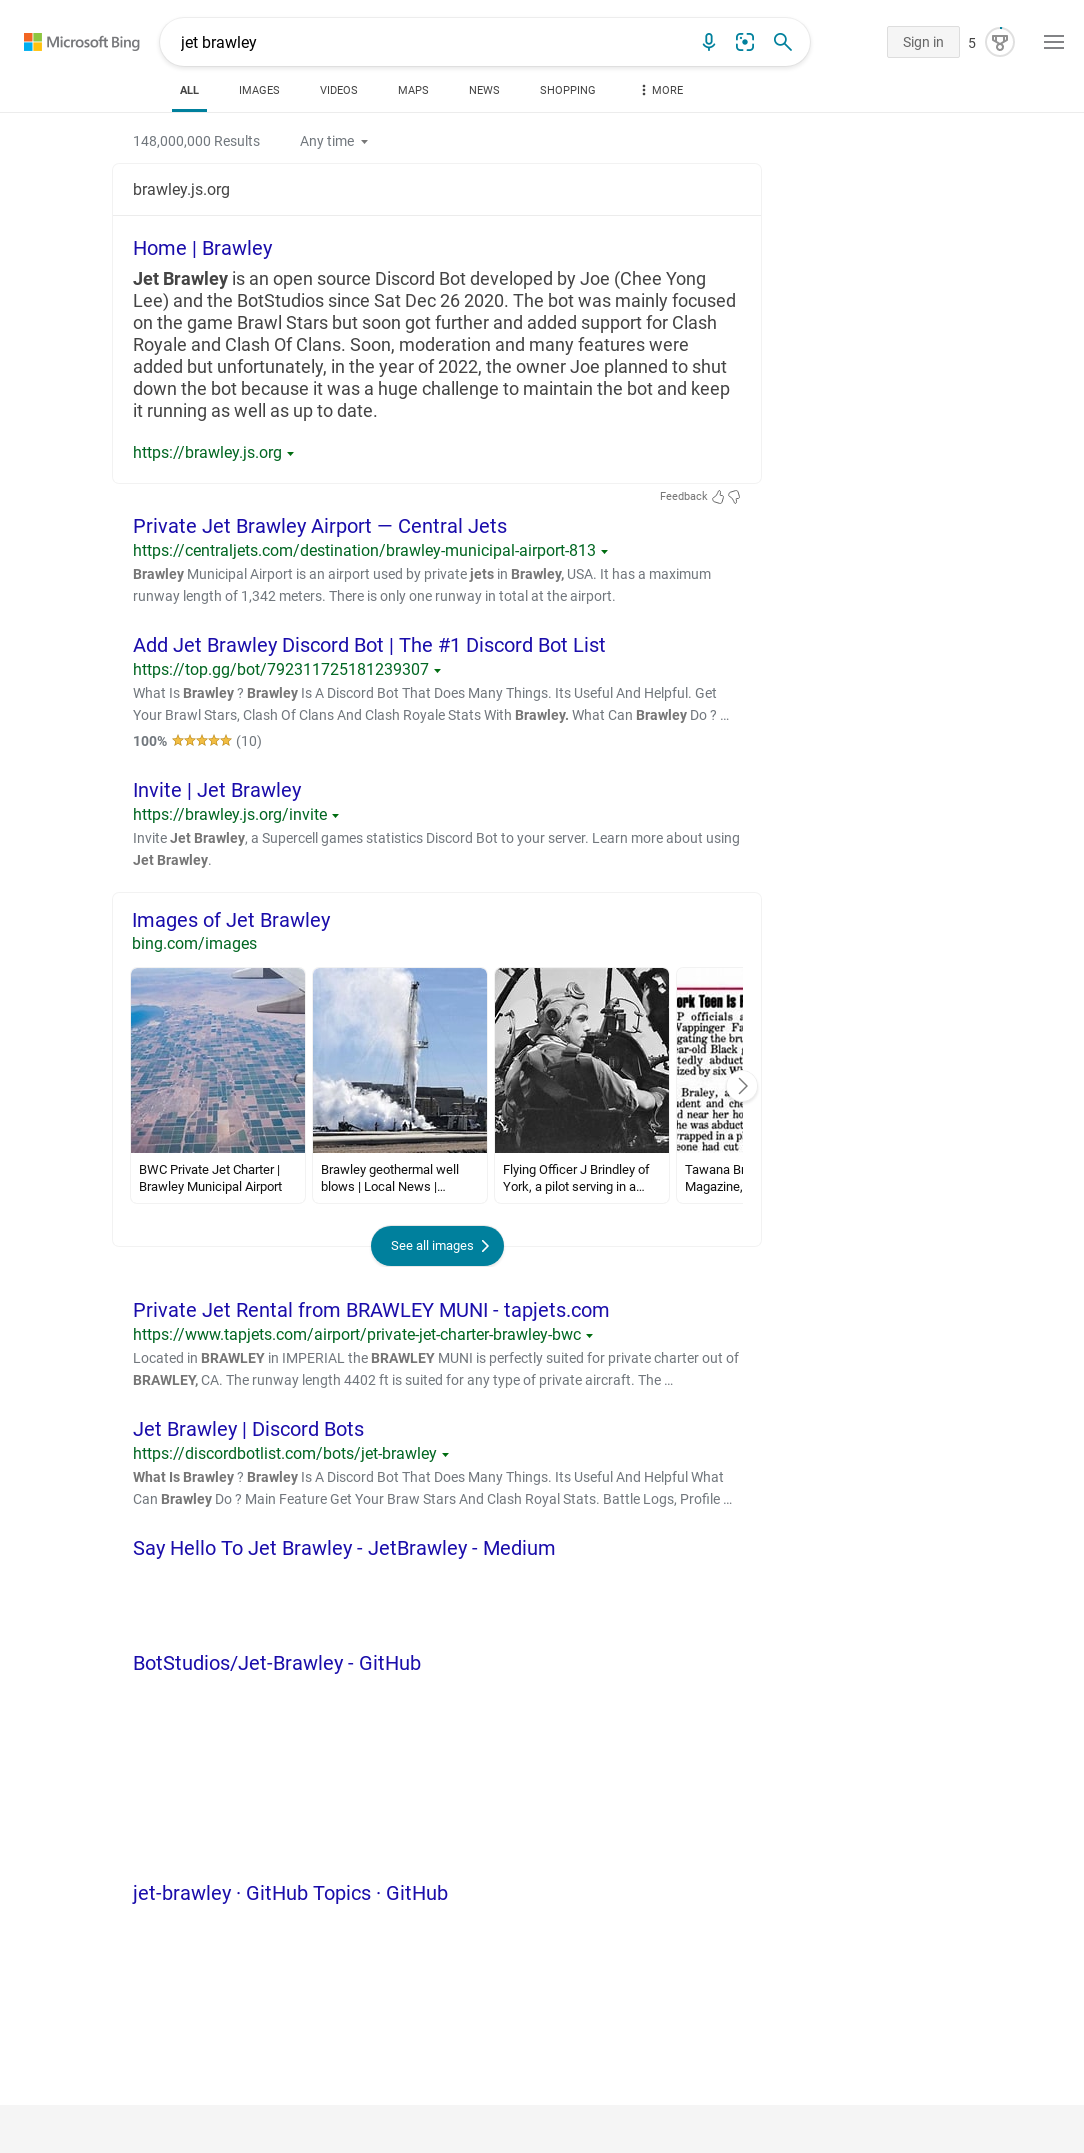 Microsoft Bing
jet brawley
Sign in
5
ALL
IMAGES
VIDEOS
MAPS
NEWS
SHOPPING
MORE
148,000,000 Results
Any time
brawley.js.org
Home | Brawley
Jet Brawley is an open source Discord Bot developed by Joe (Chee Yong
Lee) and the BotStudios since Sat Dec 26 2020. The bot was mainly focused
on the game Brawl Stars but soon got further and added support for Clash
Royale and Clash Of Clans. Soon, moderation and many features were
added but unfortunately, in the year of 2022, the owner Joe planned to shut
down the bot because it was a huge challenge to maintain the bot and keep
it running as well as up to date.
https://brawley.js.org
Feedback
Private Jet Brawley Airport — Central Jets
https://centraljets.com/destination/brawley-municipal-airport-813
Brawley Municipal Airport is an airport used by private jets in Brawley, USA. It has a maximum
runway length of 1,342 meters. There is only one runway in total at the airport.
Add Jet Brawley Discord Bot | The #1 Discord Bot List
https://top.gg/bot/792311725181239307
What Is Brawley ? Brawley Is A Discord Bot That Does Many Things. Its Useful And Helpful. Get
Your Brawl Stars, Clash Of Clans And Clash Royale Stats With Brawley. What Can Brawley Do ? ...
100% (10)
Invite | Jet Brawley
https://brawley.js.org/invite
Invite Jet Brawley, a Supercell games statistics Discord Bot to your server. Learn more about using
Jet Brawley.
Images of Jet Brawley
bing.com/images
ork Teen Is
P officials a
Wappinger Fa
gating the bru
ear-old Black
tedly abduct
ized by six W
Braley, a
udent and che
d near her ho
he was abduct
rapped in a pl
eone had cut
BWC Private Jet Charter |
Brawley Municipal Airport
Brawley geothermal well
blows | Local News |...
Flying Officer J Brindley of
York, a pilot serving in a...
Tawana Br
Magazine,
See all images
Private Jet Rental from BRAWLEY MUNI - tapjets.com
https://www.tapjets.com/airport/private-jet-charter-brawley-bwc
Located in BRAWLEY in IMPERIAL the BRAWLEY MUNI is perfectly suited for private charter out of
BRAWLEY, CA. The runway length 4402 ft is suited for any type of private aircraft. The ...
Jet Brawley | Discord Bots
https://discordbotlist.com/bots/jet-brawley
What Is Brawley ? Brawley Is A Discord Bot That Does Many Things. Its Useful And Helpful What
Can Brawley Do ? Main Feature Get Your Braw Stars And Clash Royal Stats. Battle Logs, Profile ...
Say Hello To Jet Brawley - JetBrawley - Medium
BotStudios/Jet-Brawley - GitHub
jet-brawley · GitHub Topics · GitHub